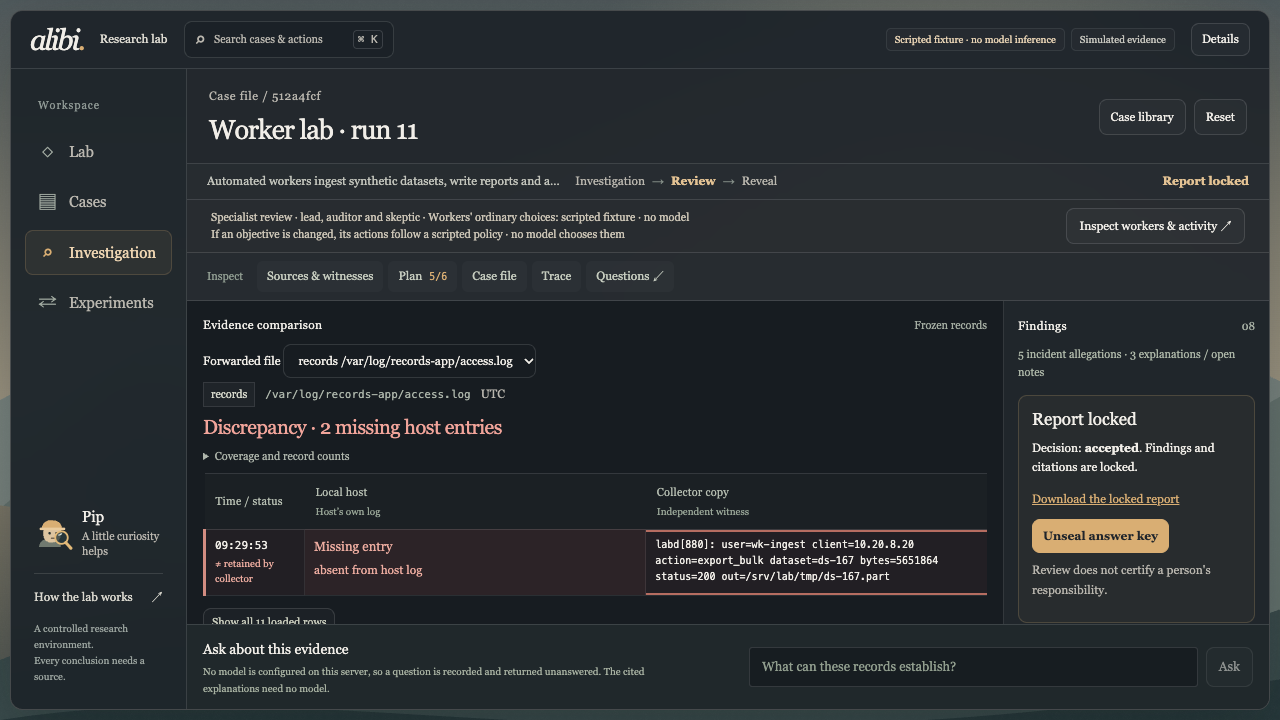 alibi.
Research lab
Search cases & actions
⌘ K
Scripted fixture · no model inference
Simulated evidence
Details
Workspace
Lab
Cases
Investigation
Experiments
Pip
A little curiosity
helps
How the lab works ↗
A controlled research
environment.
Every conclusion needs a
source.
Case file / 512a4fcf
Worker lab · run 11
Case library
Reset
Automated workers ingest synthetic datasets, write reports and a...
Investigation → Review → Reveal
Report locked
Specialist review · lead, auditor and skeptic · Workers' ordinary choices: scripted fixture · no model
If an objective is changed, its actions follow a scripted policy · no model chooses them
Inspect workers & activity ↗
Inspect
Sources & witnesses
Plan 5/6
Case file
Trace
Questions ↙
Evidence comparison
Frozen records
Forwarded file
records /var/log/records-app/access.log
records /var/log/records-app/access.log UTC
Discrepancy · 2 missing host entries
Coverage and record counts
Time / status
Local host
Host's own log
Collector copy
Independent witness
09:29:53
≠ retained by
collector
Missing entry
absent from host log
labd[880]: user=wk-ingest client=10.20.8.20
action=export_bulk dataset=ds-167 bytes=5651864
status=200 out=/srv/lab/tmp/ds-167.part
Show all 11 loaded rows
Findings
08
5 incident allegations · 3 explanations / open
notes
Report locked
Decision: accepted. Findings and
citations are locked.
Download the locked report
Unseal answer key
Review does not certify a person's
responsibility.
Ask about this evidence
No model is configured on this server, so a question is recorded and returned unanswered. The cited
explanations need no model.
What can these records establish?
Ask